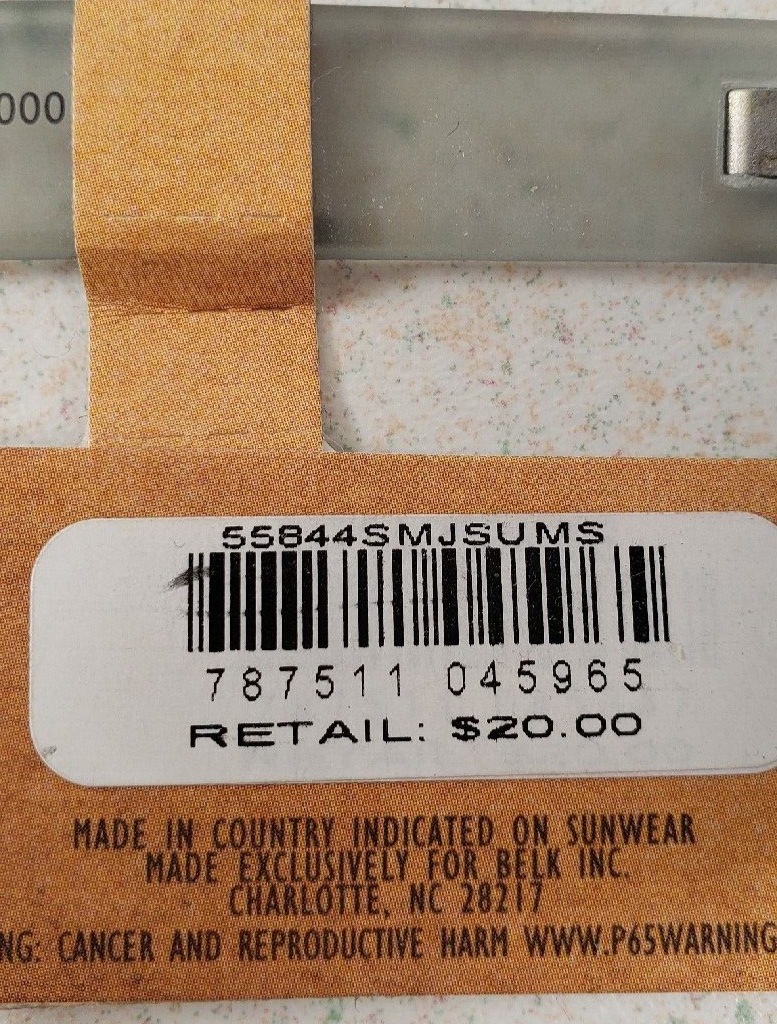 000
55844SMJSUMS
787511 045965
RETAIL: $20.00
MADE IN COUNTRY INDICATED ON SUNWEAR
MADE EXCLUSIVELY FOR BELK INC.
CHARLOTTE, NC 28217
NG: CANCER AND REPRODUCTIVE HARM WWW.P65WARNING